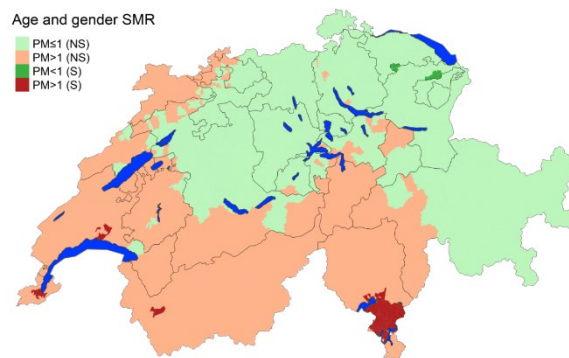 Age and gender SMR
PM≤1 (NS)
PM>1 (NS)
PM<1 (S)
PM>1 (S)